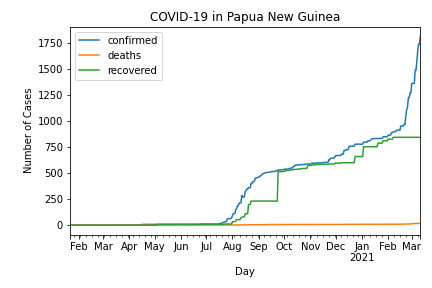 COVID-19 in Papua New Guinea
confirmed
deaths
recovered
Number of Cases
1750
1500
1250
1000
750
500
250
0
Feb Mar Apr May Jun Jul Aug Sep Oct Nov Dec Jan Feb Mar
2021
Day